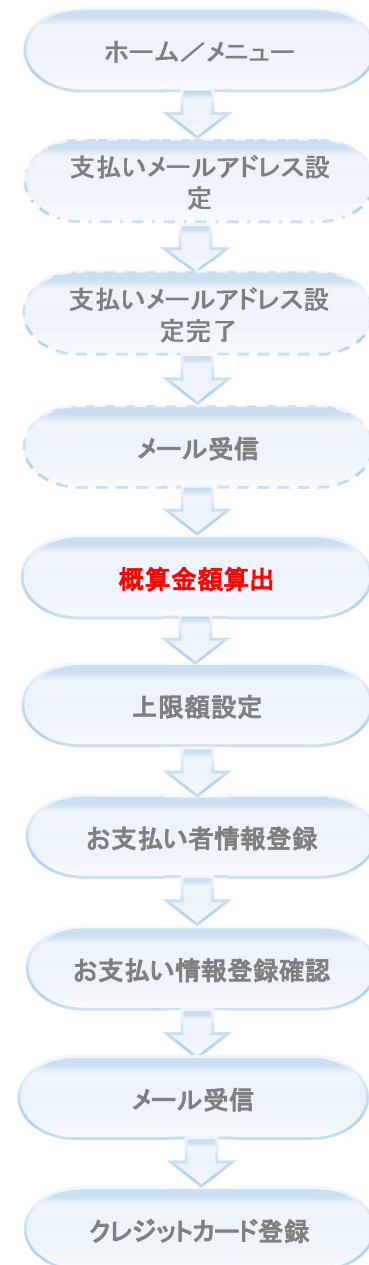 ホーム／メニュー
支払いメールアドレス設
定
支払いメールアドレス設
定完了
メール受信
概算金額算出
上限額設定
お支払い者情報登録
お支払い情報登録確認
メール受信
クレジットカード登録